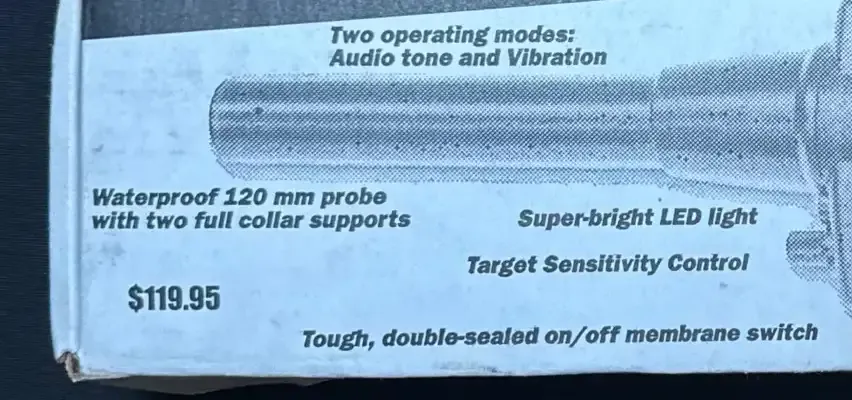 Two operating modes:
Audio tone and Vibration
Waterproof 120 mm probe
with two full collar supports
Super-bright LED light
Target Sensitivity Control
$119.95
Tough, double-sealed on/off membrane switch